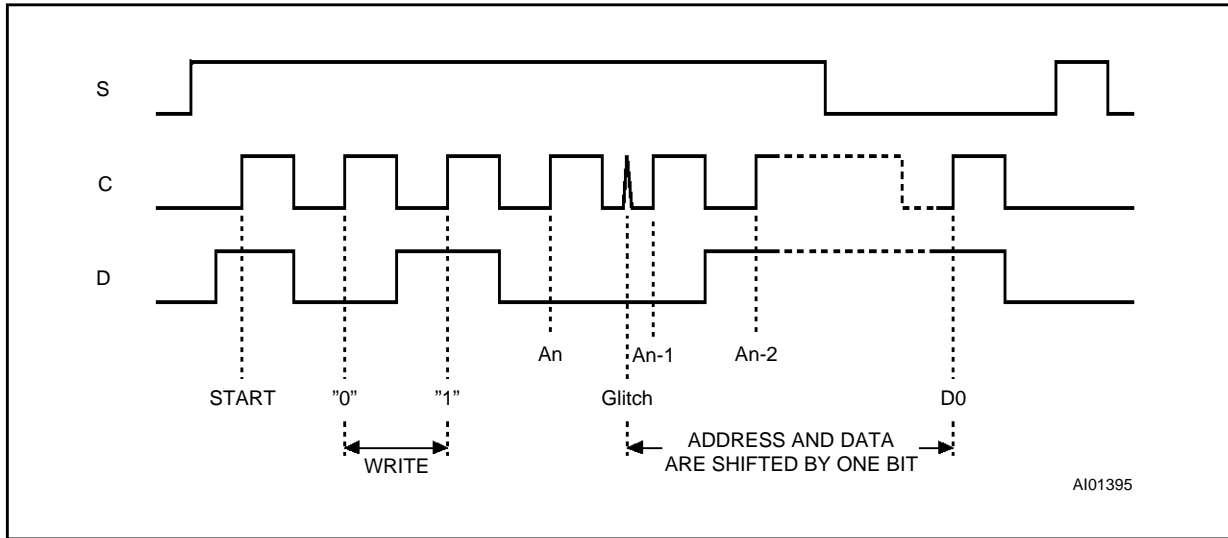 S
C
D
An An-1 An-2
START ”0” ”1” Glitch D0
WRITE
ADDRESS AND DATA
ARE SHIFTED BY ONE BIT
AI01395